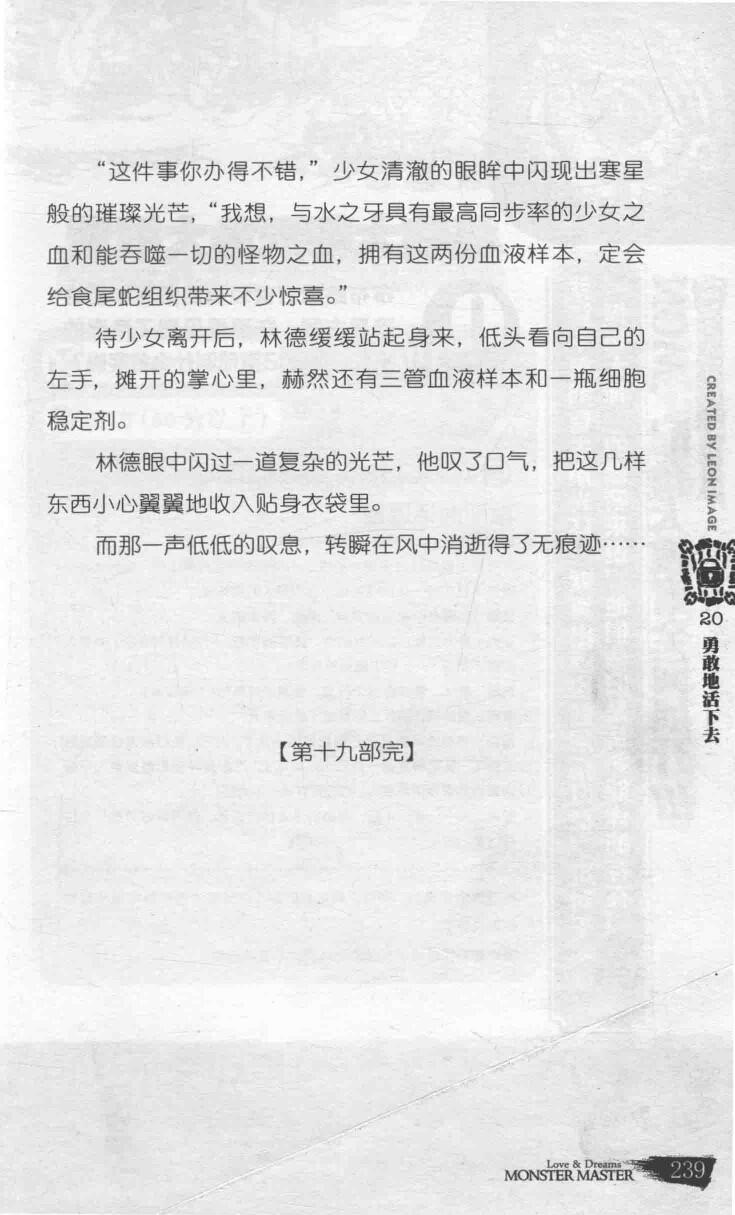 “这件事你办得不错，”少女清澈的眼眸中闪现出寒星
般的璀璨光芒，“我想，与水之牙具有最高同步率的少女之
血和能吞噬一切的怪物之血，拥有这两份血液样本，定会
给食尾蛇组织带来不少惊喜。”
待少女离开后，林德缓缓站起身来，低头看向自己的
左手，摊开的掌心里，赫然还有三管血液样本和一瓶细胞
稳定剂。
林德眼中闪过一道复杂的光芒，他叹了口气，把这几样
东西小心翼翼地收入贴身衣袋里。
而那一声低低的叹息，转瞬在风中消逝得了无痕迹……
【第十九部完】
CREATED BY LEON IMAGE
20
勇敢地活下去
Love & Dreams
MONSTER MASTER
239